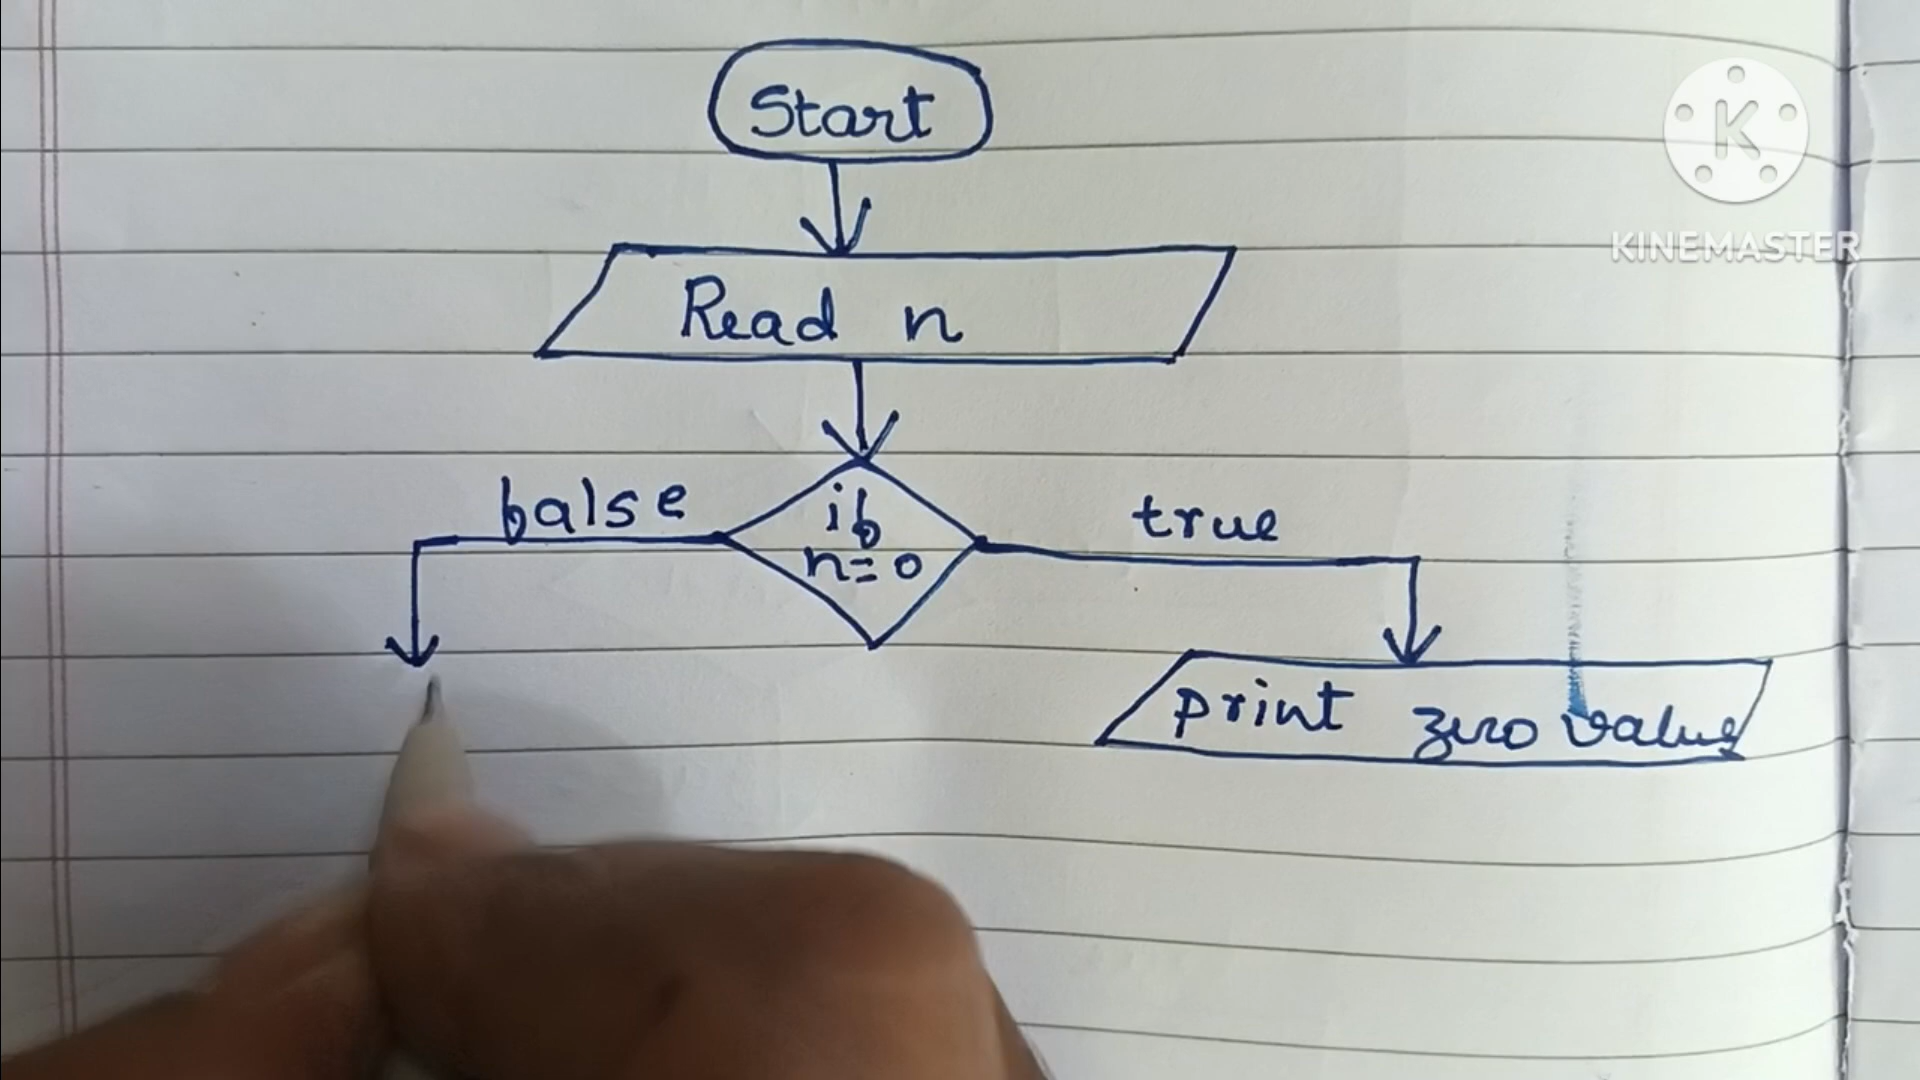 Start
Read n
if
n=0
false
true
print zero value
K
KINEMASTER